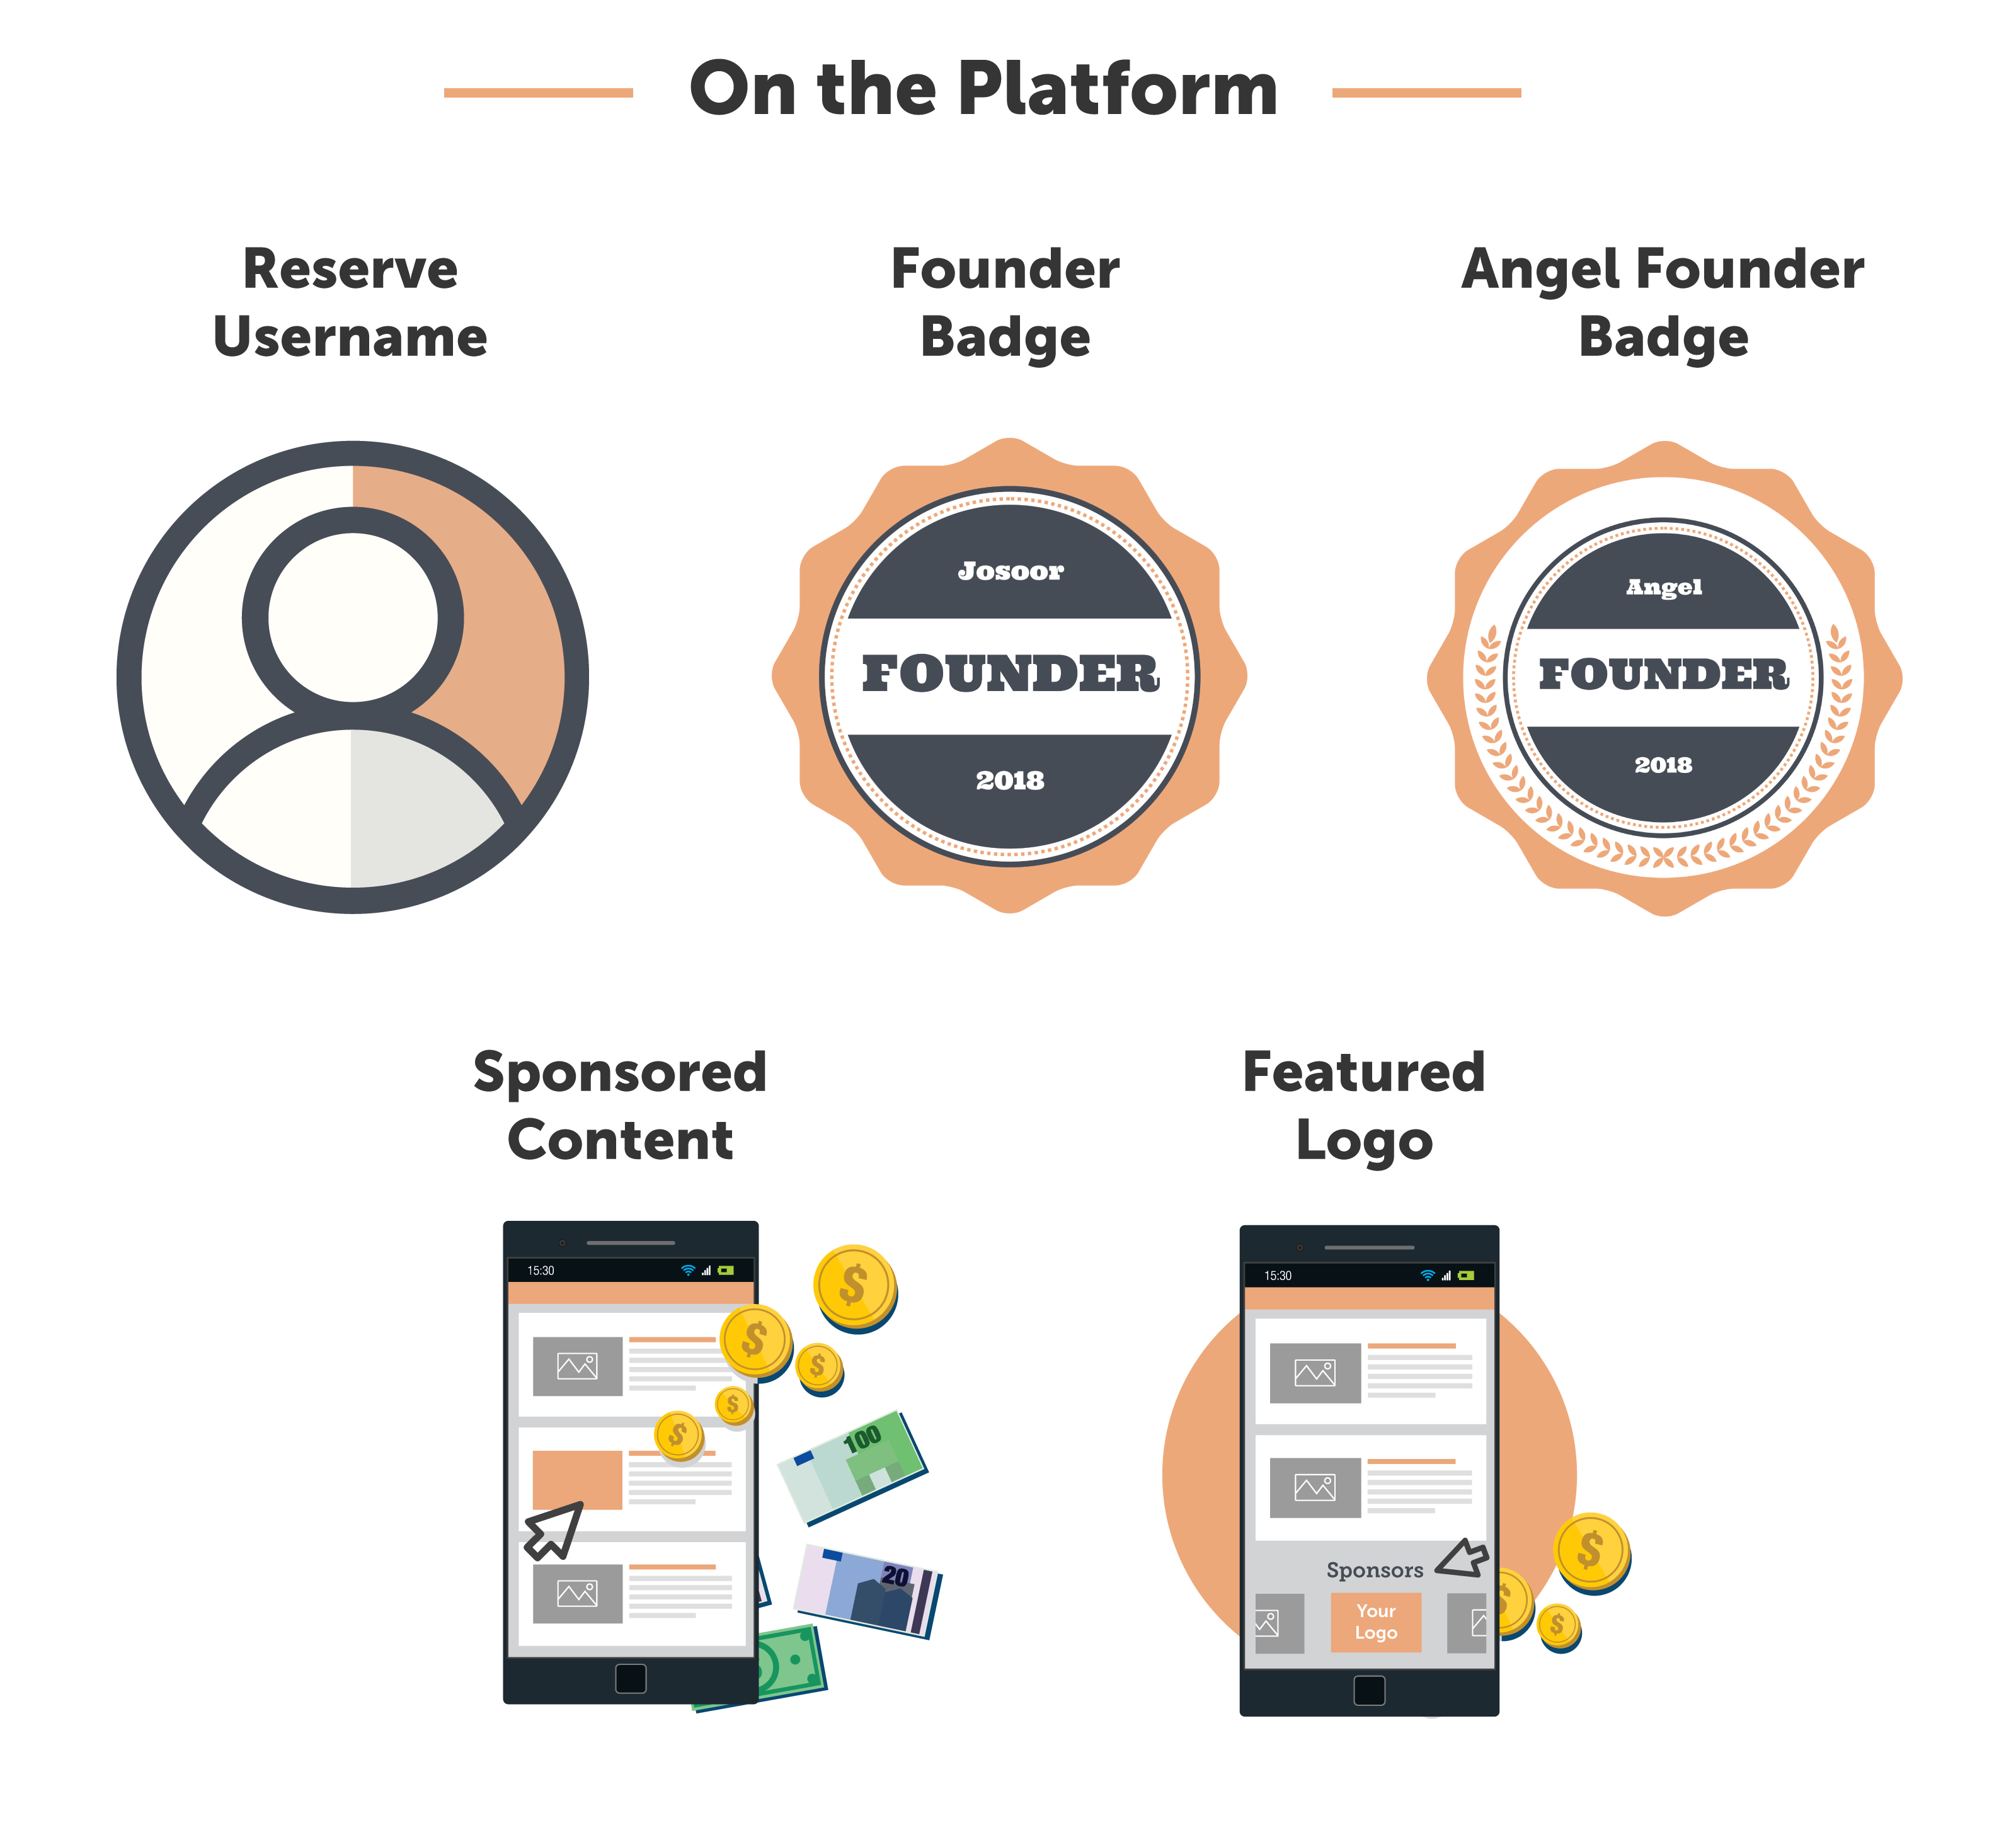 On the Platform
Reserve
Username
Founder
Badge
Angel Founder
Badge
Josoor
FOUNDER
2018
Angel
FOUNDER
2018
Sponsored
Content
Featured
Logo
15:30
$
$
$
$
$
100
20
15:30
Sponsors
Your
Logo
$
$
$